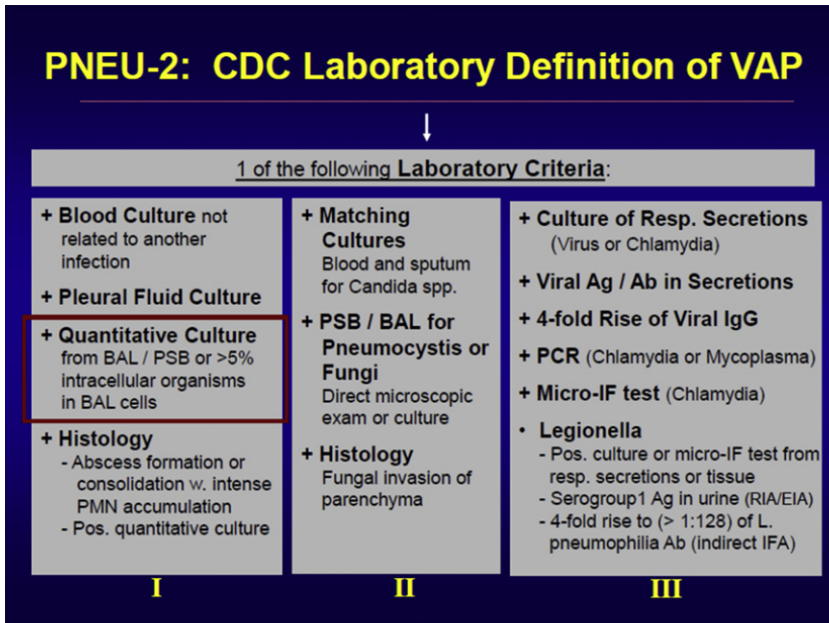 PNEU-2: CDC Laboratory Definition of VAP
1 of the following Laboratory Criteria:
+ Blood Culture not
related to another
infection
+ Pleural Fluid Culture
+ Quantitative Culture
from BAL / PSB or >5%
intracellular organisms
in BAL cells
+ Histology
- Abscess formation or
consolidation w. intense
PMN accumulation
- Pos. quantitative culture
I
+ Matching
Cultures
Blood and sputum
for Candida spp.
+ PSB / BAL for
Pneumocystis or
Fungi
Direct microscopic
exam or culture
+ Histology
Fungal invasion of
parenchyma
II
+ Culture of Resp. Secretions
(Virus or Chlamydia)
+ Viral Ag / Ab in Secretions
+ 4-fold Rise of Viral IgG
+ PCR (Chlamydia or Mycoplasma)
+ Micro-IF test (Chlamydia)
• Legionella
- Pos. culture or micro-IF test from
resp. secretions or tissue
- Serogroup1 Ag in urine (RIA/EIA)
- 4-fold rise to (> 1:128) of L.
pneumophilia Ab (indirect IFA)
III